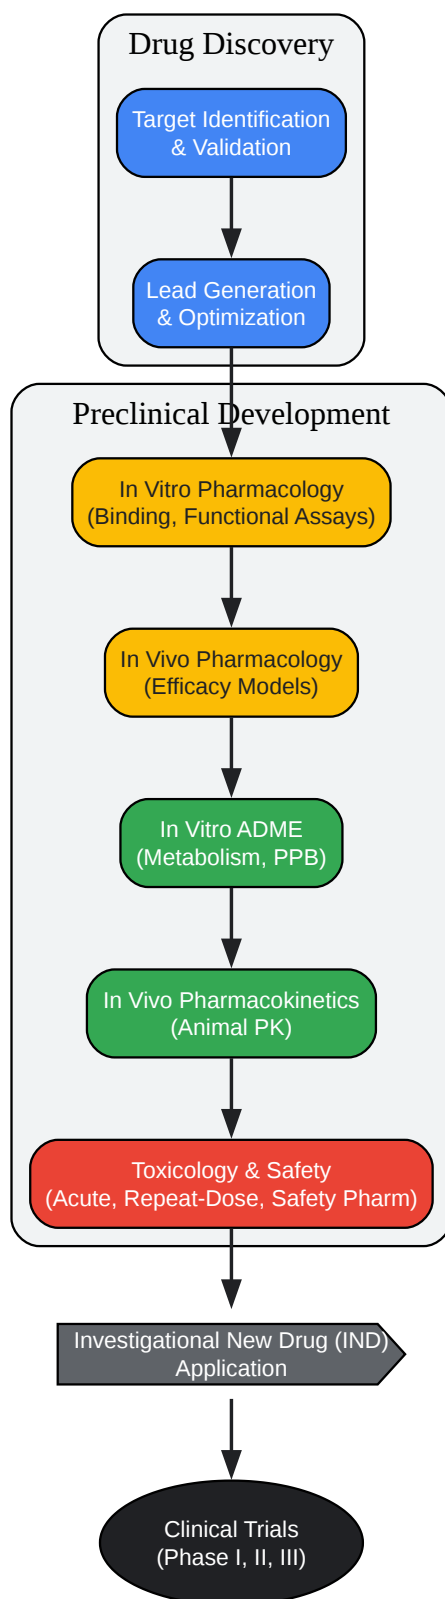 Drug Discovery
Target Identification
& Validation
Lead Generation
& Optimization
Preclinical Development
In Vitro Pharmacology
(Binding, Functional Assays)
In Vivo Pharmacology
(Efficacy Models)
In Vitro ADME
(Metabolism, PPB)
In Vivo Pharmacokinetics
(Animal PK)
Toxicology & Safety
(Acute, Repeat-Dose, Safety Pharm)
Investigational New Drug (IND)
Application
Clinical Trials
(Phase I, II, III)